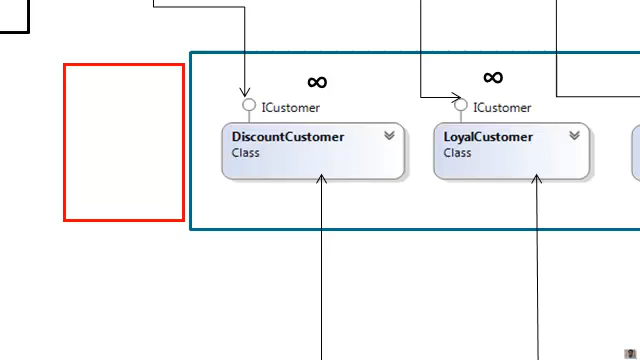 ∞ ∞
ICustomer ICustomer
DiscountCustomer LoyalCustomer
Class Class